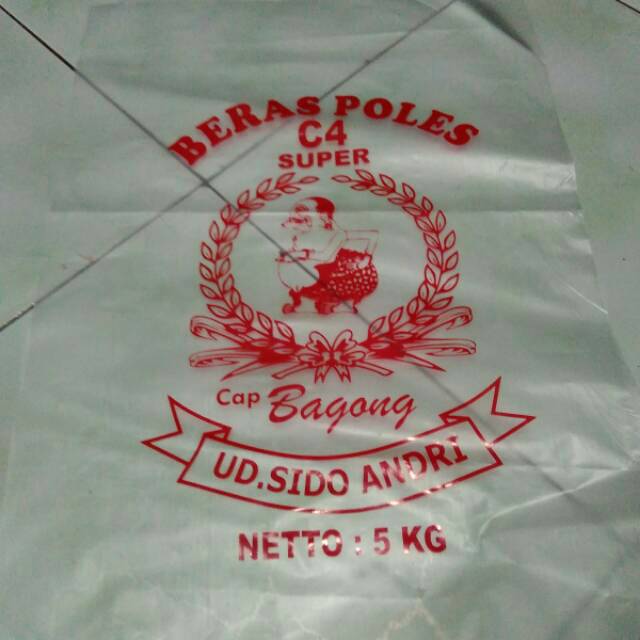 BERAS POLES
C4
SUPER
Cap Bagong
UD.SIDO ANDRI
NETTO : 5 KG